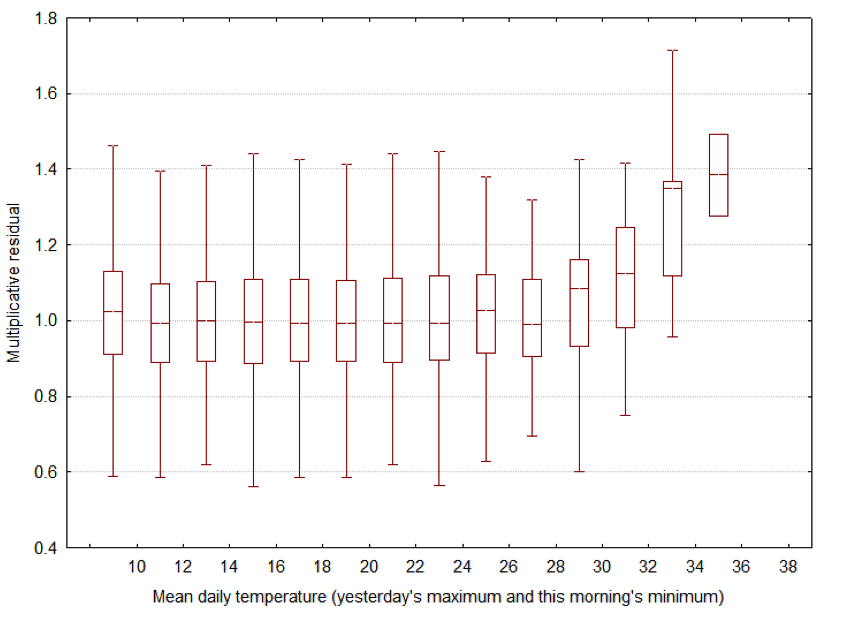 1.8
1.6
1.4
1.2
1.0
0.8
0.6
0.4
Multiplicative residual
10 12 14 16 18 20 22 24 26 28 30 32 34 36 38
Mean daily temperature (yesterday's maximum and this morning's minimum)